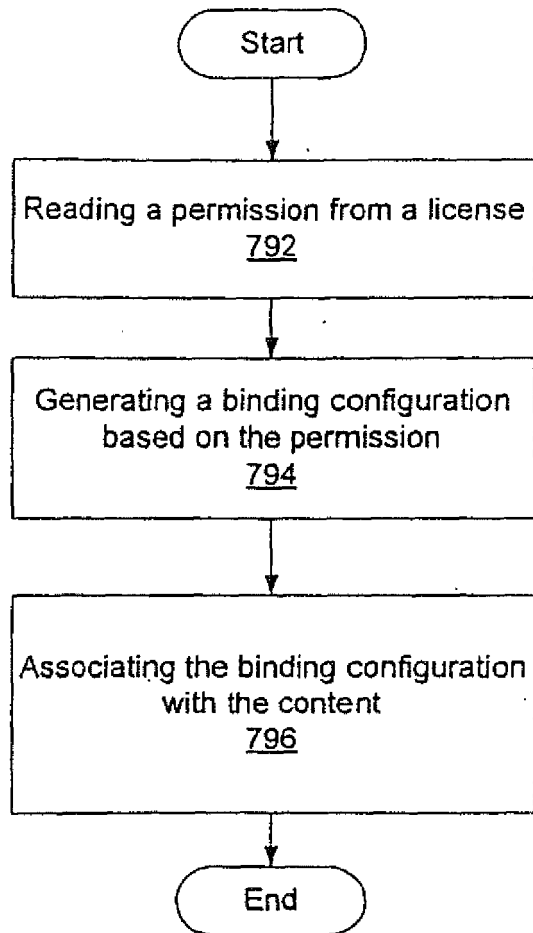 Start
Reading a permission from a license
792
Generating a binding configuration
based on the permission
794
Associating the binding configuration
with the content
796
End